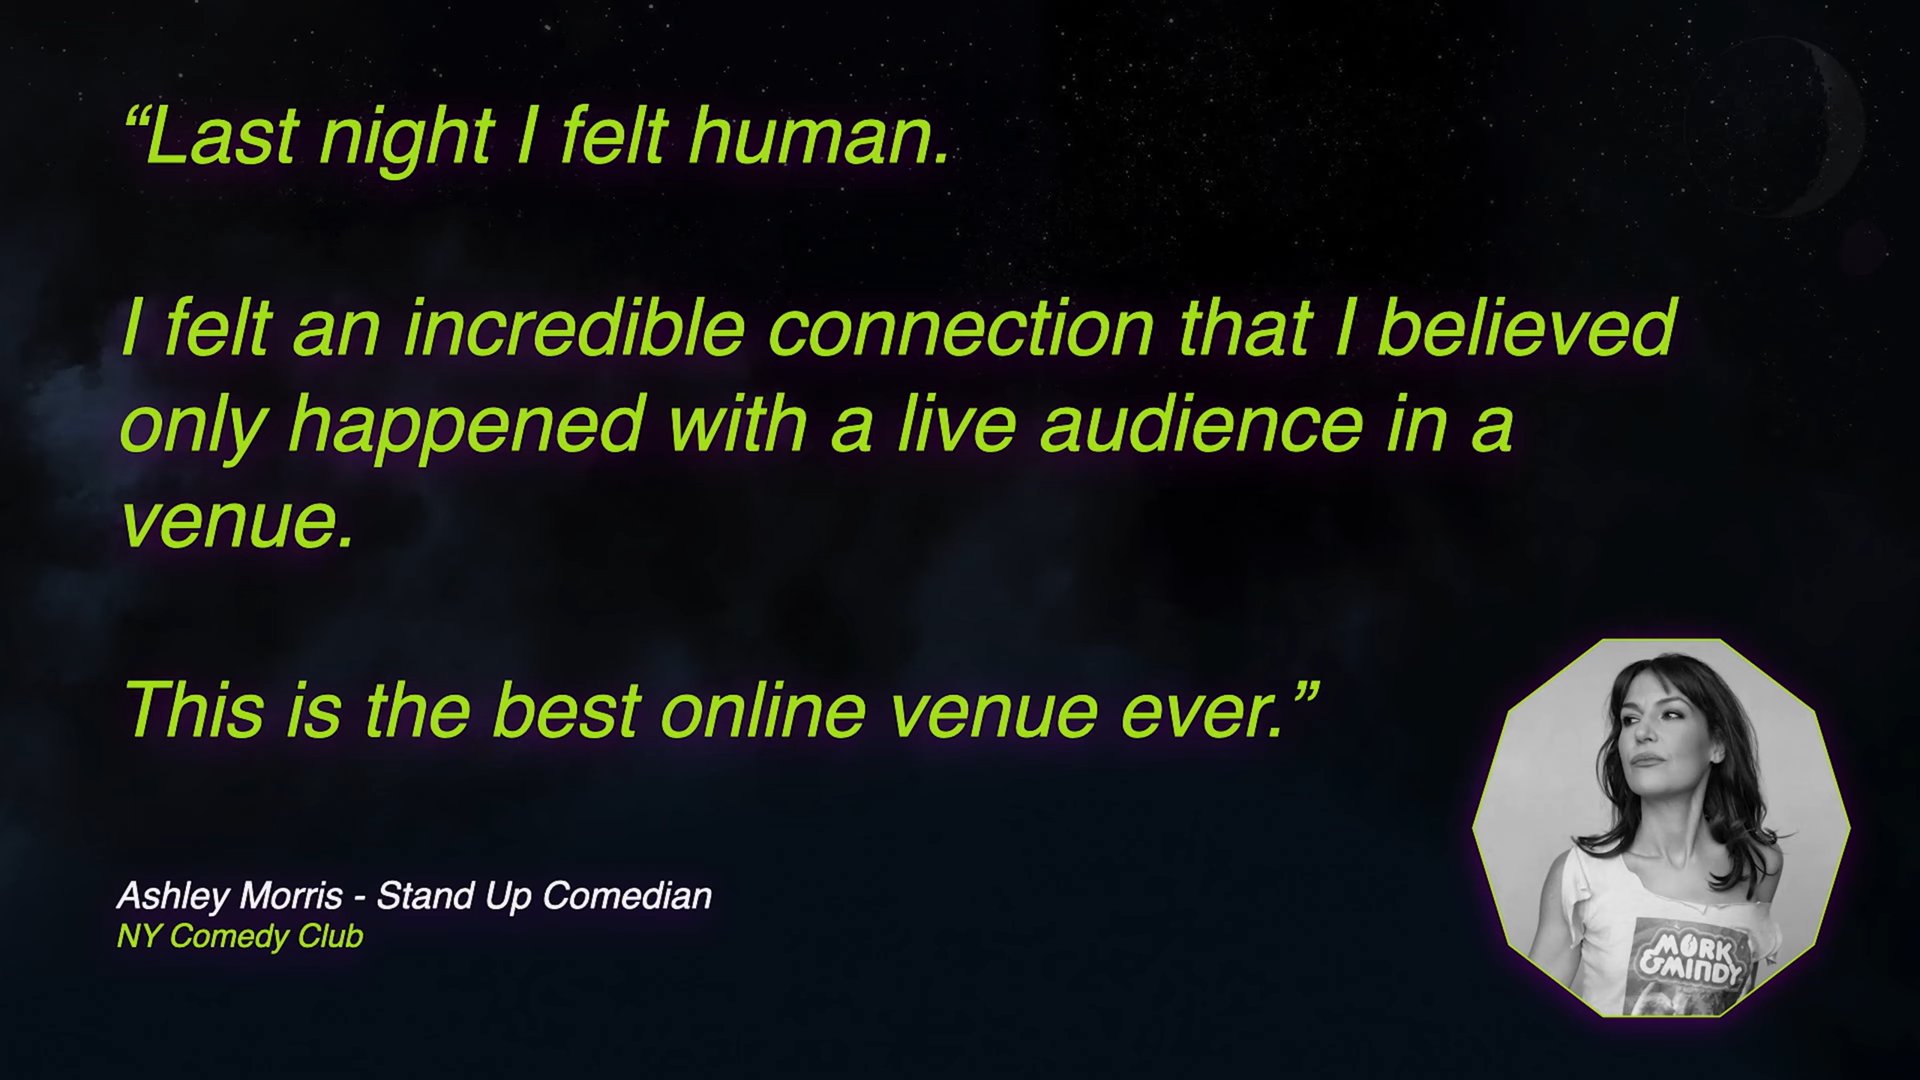 “Last night I felt human.
I felt an incredible connection that I believed
only happened with a live audience in a
venue.
This is the best online venue ever.”
Ashley Morris - Stand Up Comedian
NY Comedy Club
MORK
&MINDY